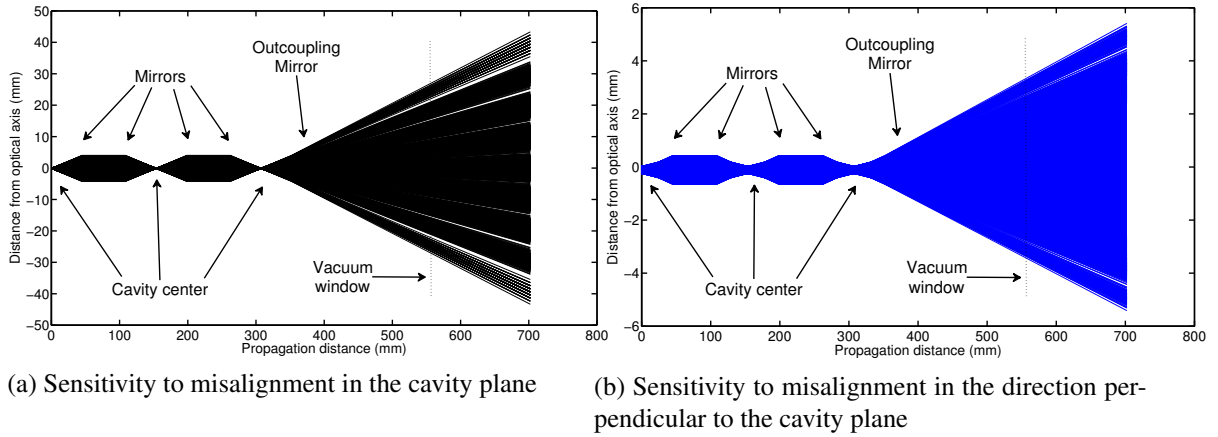 50
40
30
20
10
0
−10
−20
−30
−40
−50
0 100 200 300 400 500 600 700 800
Distance from optical axis (mm)
Propagation distance (mm)
Mirrors
Outcoupling
Mirror
Cavity center
Vacuum
window
(a) Sensitivity to misalignment in the cavity plane
6
4
2
0
−2
−4
−6
0 100 200 300 400 500 600 700 800
Distance from optical axis (mm)
Propagation distance (mm)
Mirrors
Outcoupling
Mirror
Cavity center
Vacuum
window
(b) Sensitivity to misalignment in the direction per-
pendicular to the cavity plane